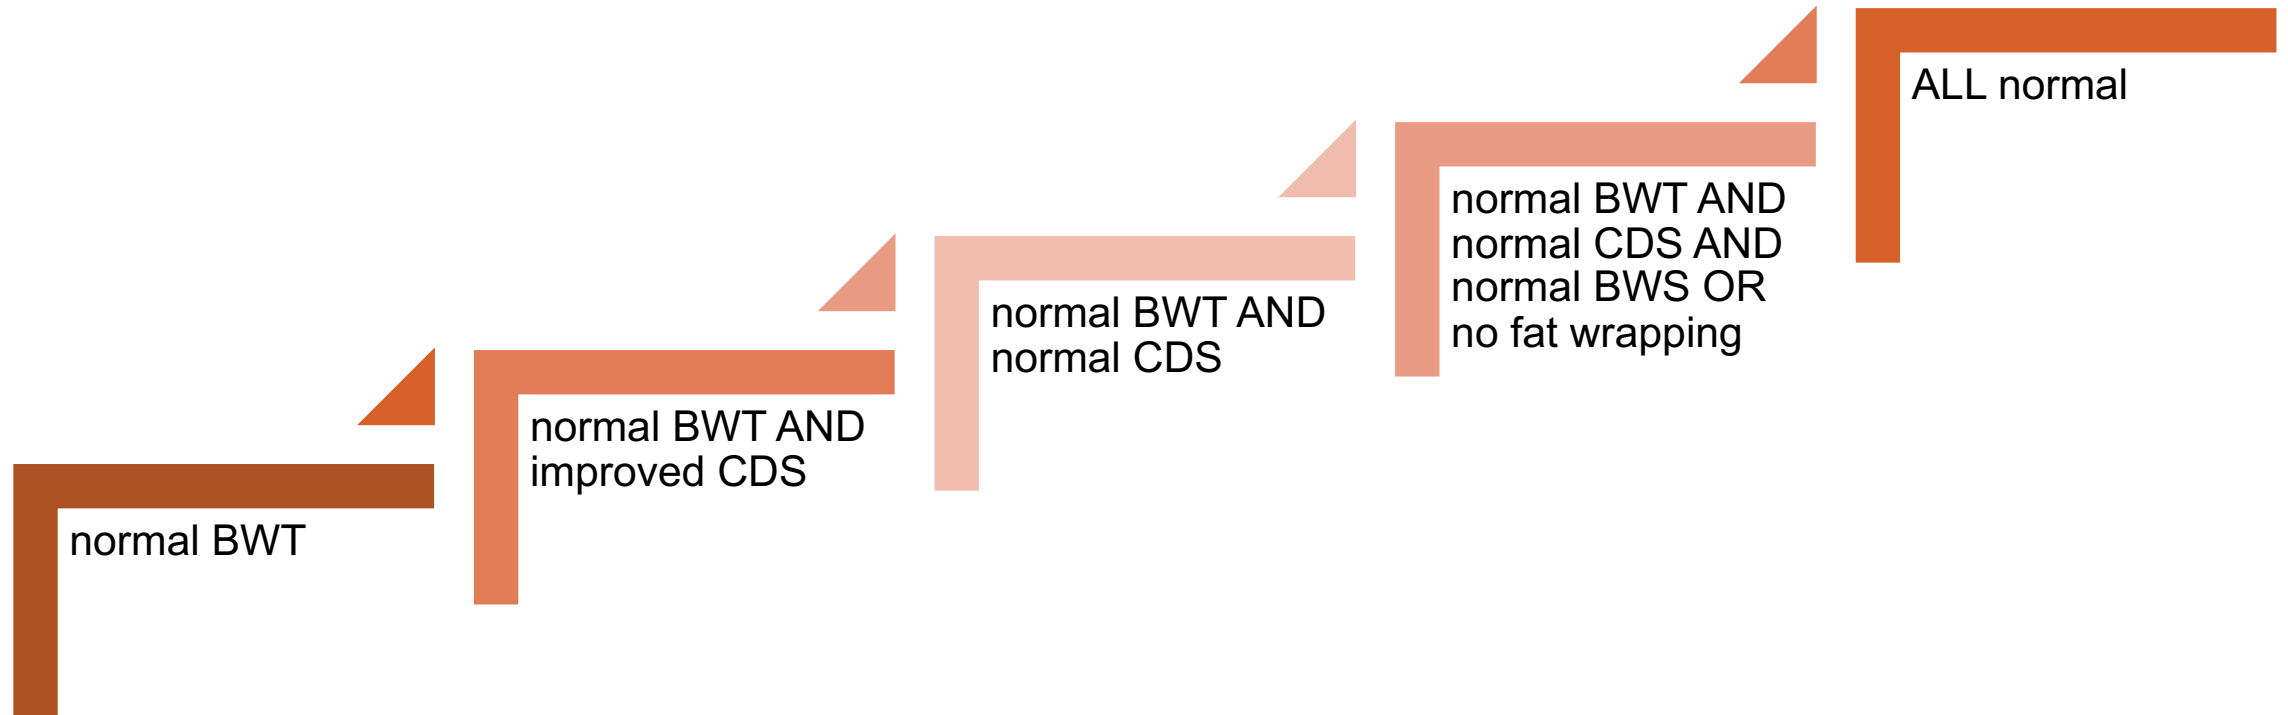 normal BWT
normal BWT AND
improved CDS
normal BWT AND
normal CDS
normal BWT AND
normal CDS AND
normal BWS OR
no fat wrapping
ALL normal